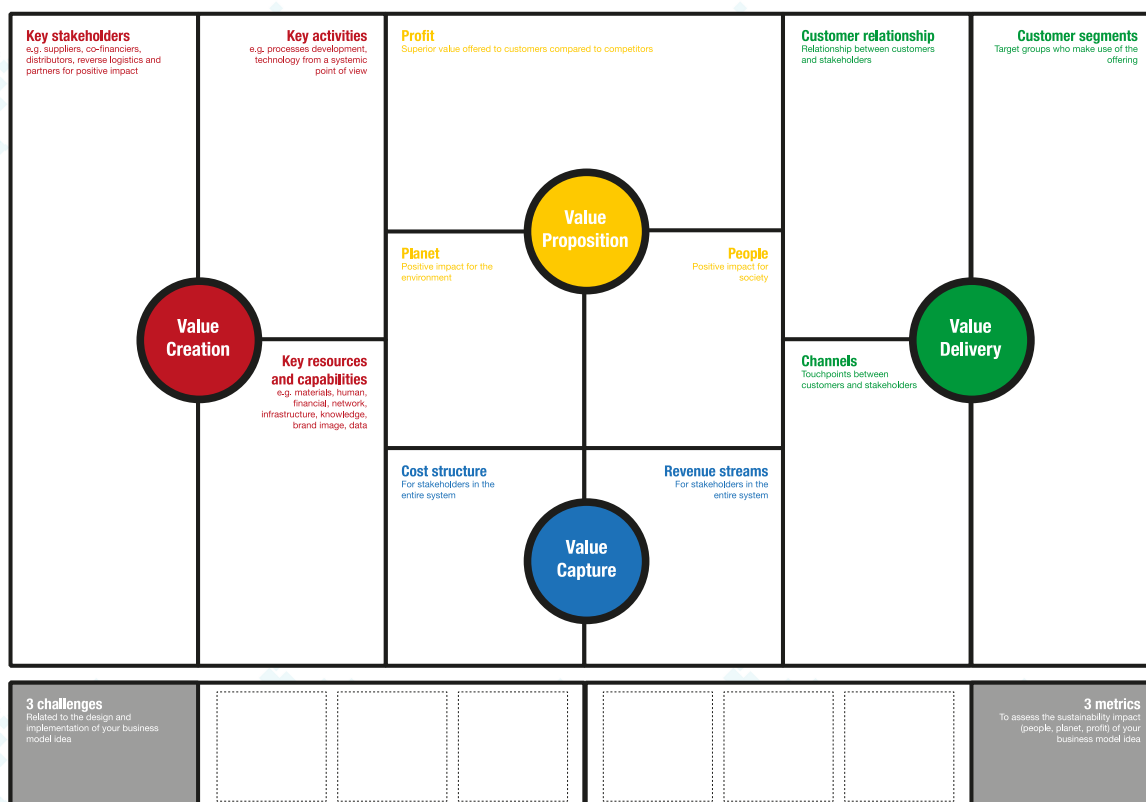 Key stakeholders
e.g. suppliers, co-financiers,
distributors, reverse logistics and
partners for positive impact
Key activities
e.g. processes development,
technology from a systemic
point of view
Profit
Superior value offered to customers compared to competitors
Customer relationship
Relationship between customers
and stakeholders
Customer segments
Target groups who make use of the
offering
Value
Proposition
Planet
Positive impact for the
environment
People
Positive impact for
society
Value
Creation
Value
Delivery
Key resources
and capabilities
e.g. materials, human,
financial, network,
infrastructure, knowledge,
brand image, data
Channels
Touchpoints between
customers and stakeholders
Cost structure
For stakeholders in the
entire system
Revenue streams
For stakeholders in the
entire system
Value
Capture
3 challenges
Related to the design and
implementation of your business
model idea
3 metrics
To assess the sustainability impact
(people, planet, profit) of your
business model idea